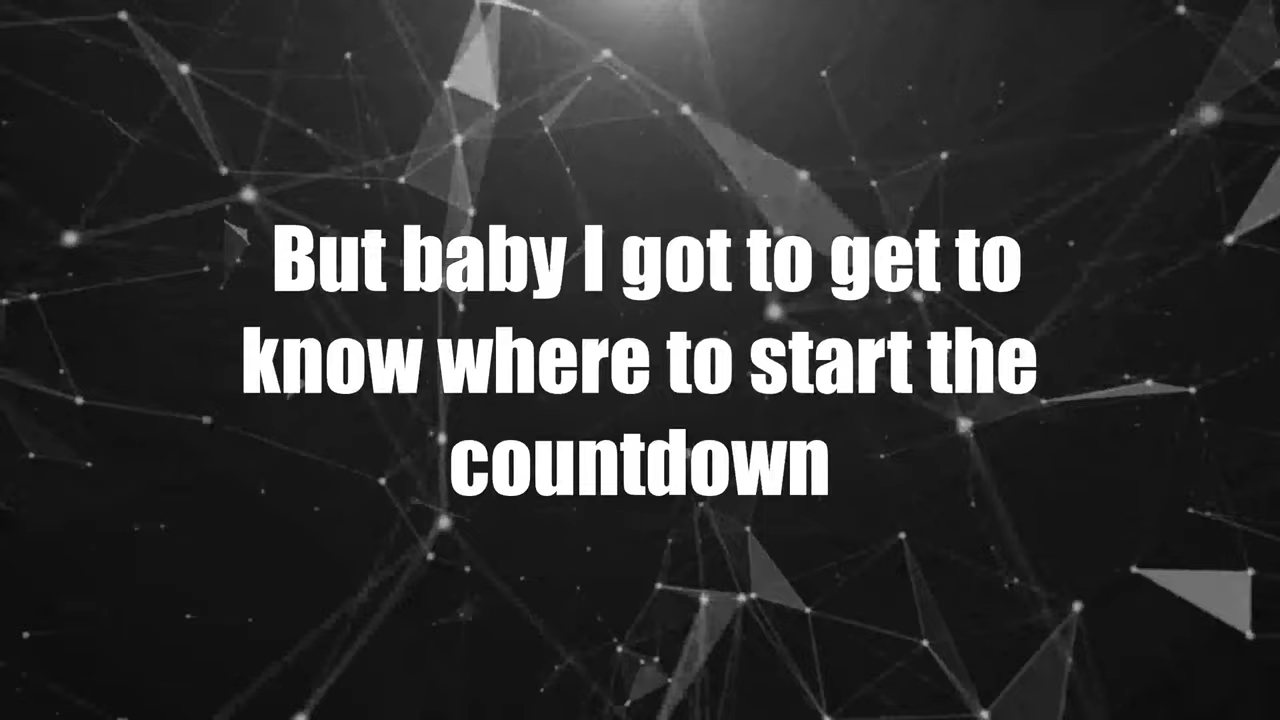 But baby I got to get to
know where to start the
countdown